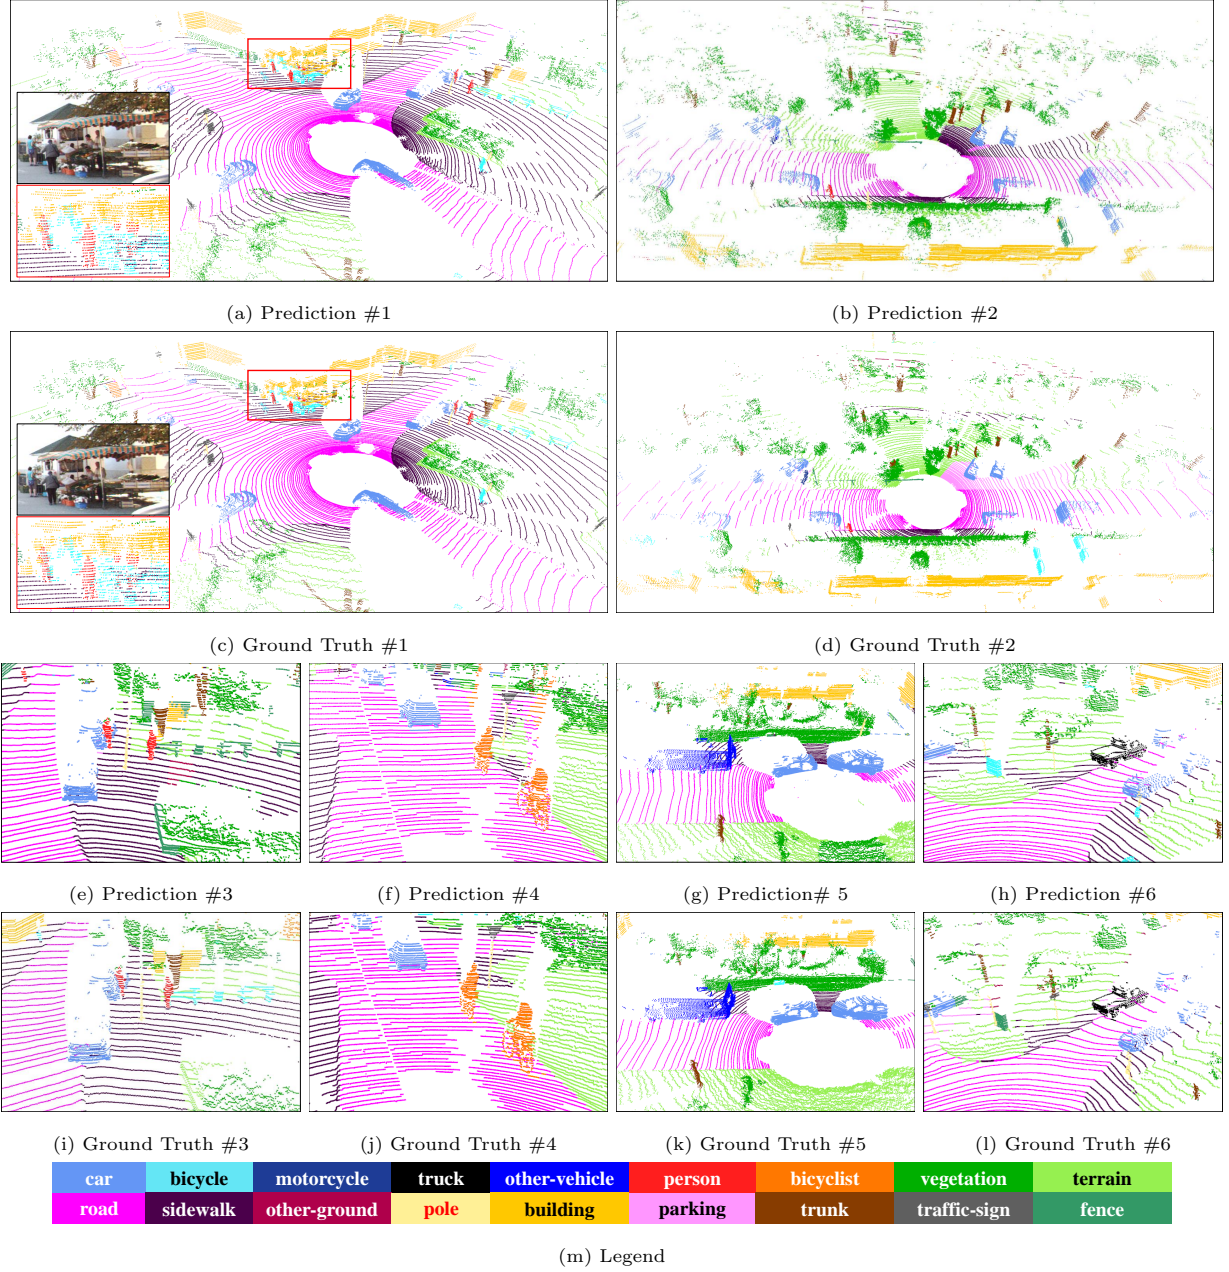 (a) Prediction #1
(b) Prediction #2
(c) Ground Truth #1
(d) Ground Truth #2
(e) Prediction #3
(f) Prediction #4
(g) Prediction# 5
(h) Prediction #6
(i) Ground Truth #3
(j) Ground Truth #4
(k) Ground Truth #5
(l) Ground Truth #6
car bicycle motorcycle truck other-vehicle person bicyclist vegetation terrain
road sidewalk other-ground pole building parking trunk traffic-sign fence
(m) Legend